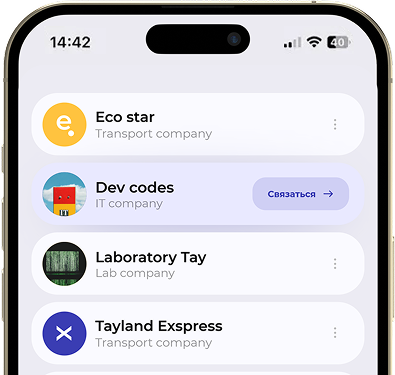 14:42
40
e
Eco star
Transport company
Dev codes
IT company
Связаться →
IT
Laboratory Tay
Lab company
Tayland Exspress
Transport company